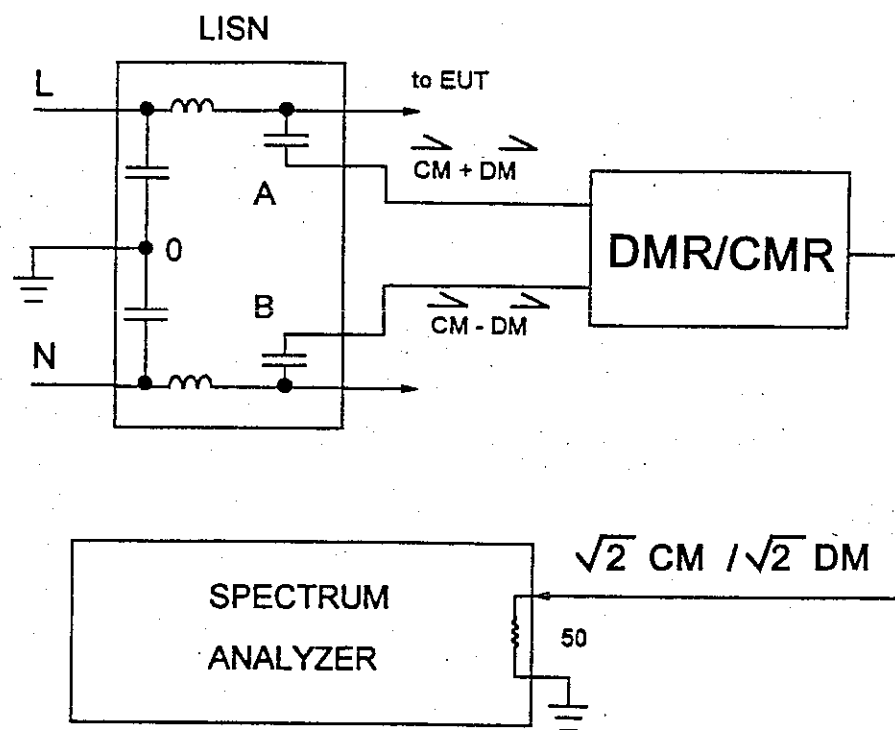 LISN
L
to EUT
CM + DM
A
DMR/CMR
0
B
CM - DM
N
√2 CM / √2 DM
SPECTRUM
ANALYZER
50